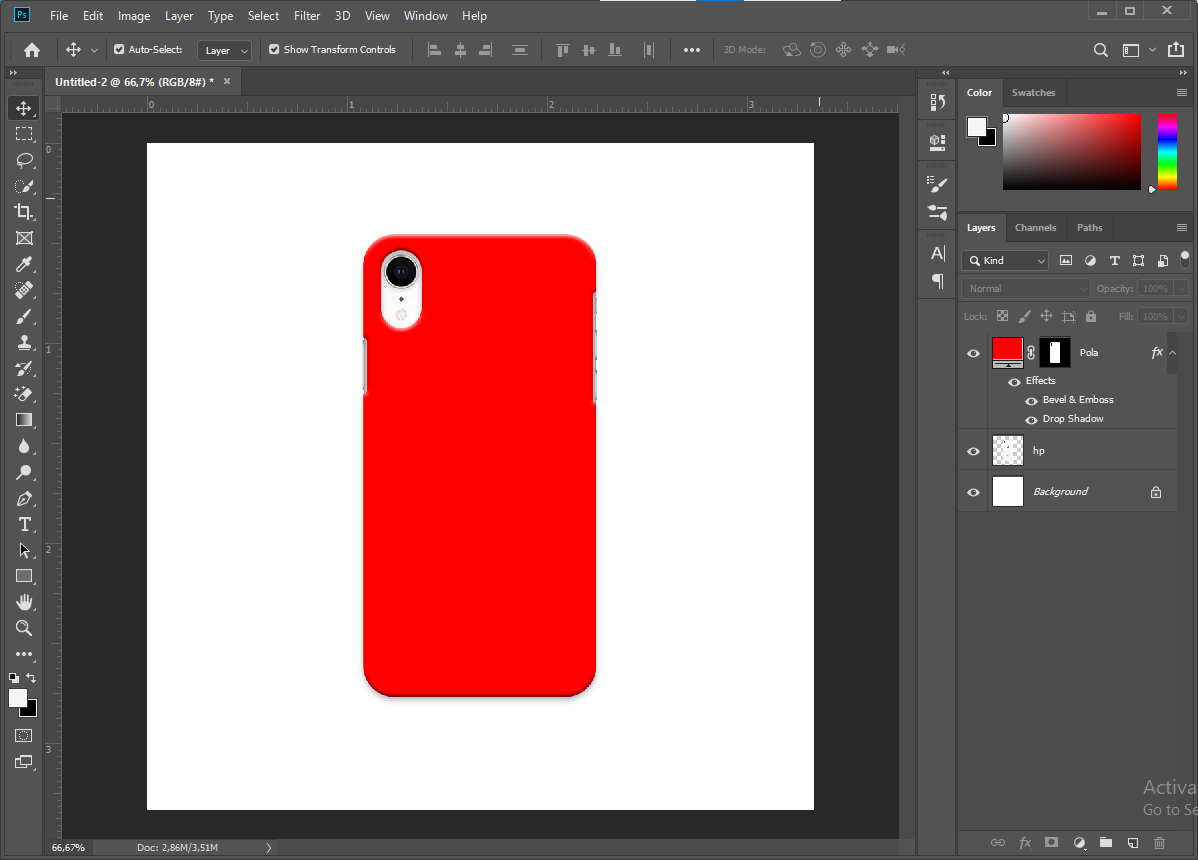 Ps File Edit Image Layer Type Select Filter 3D View Window Help
Auto-Select: Layer Show Transform Controls 3D Mode:
Untitled-2 @ 66,7% (RGB/8#) * ×
0 1 2 3
0
1
2
3
Color Swatches
Layers Channels Paths
Kind
Normal Opacity: 100%
Lock: Fill: 100%
Pola fx
Effects
Bevel & Emboss
Drop Shadow
hp
Background
Activa
Go to Se
66,67% Doc: 2,86M/3,51M
fx